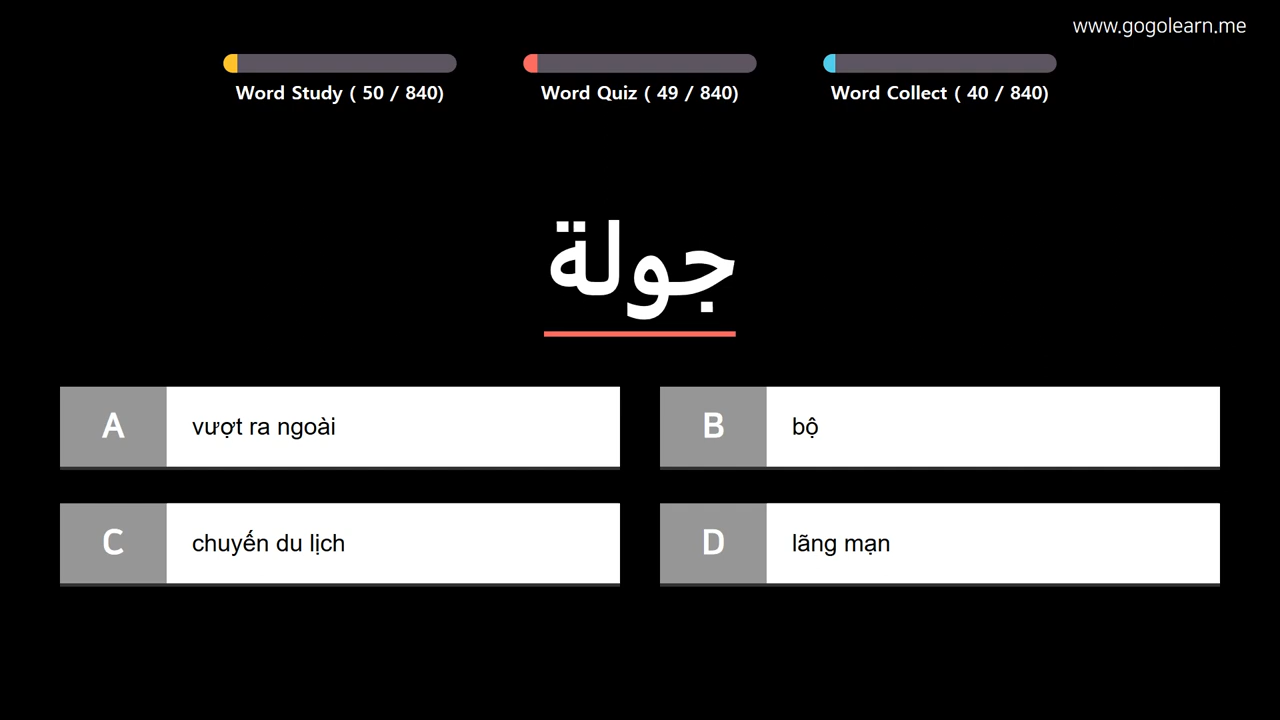 www.gogolearn.me
Word Study ( 50 / 840)
Word Quiz ( 49 / 840)
Word Collect ( 40 / 840)
جولة
A vượt ra ngoài
B bộ
C chuyến du lịch
D lãng mạn